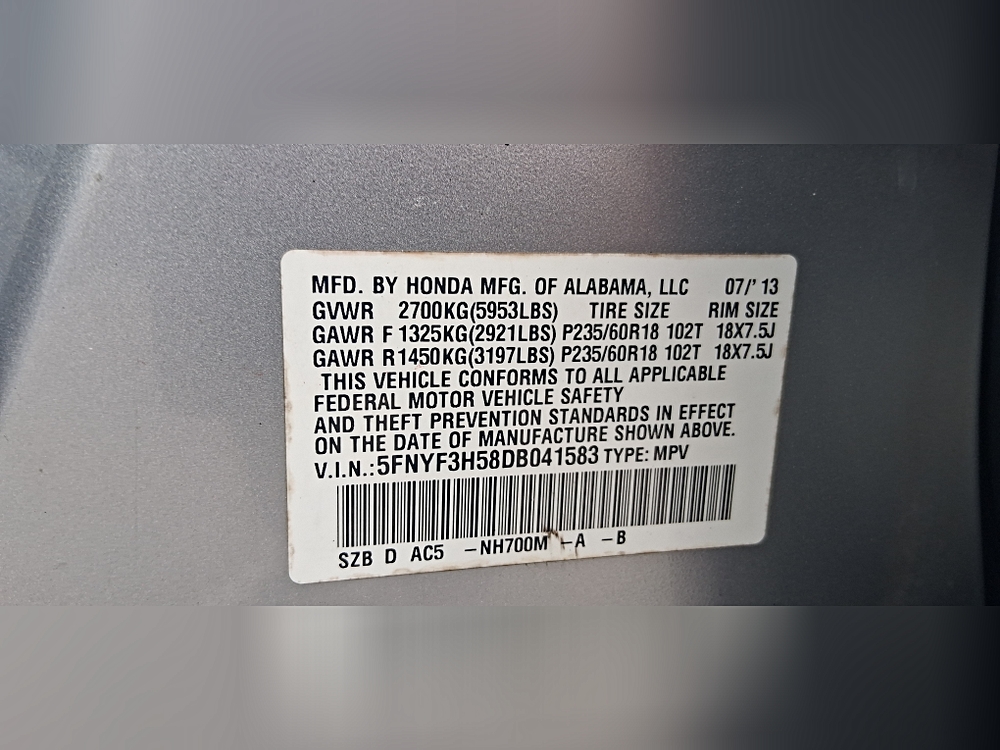 MFD. BY HONDA MFG. OF ALABAMA, LLC 07/' 13
GVWR 2700KG(5953LBS) TIRE SIZE RIM SIZE
GAWR F 1325KG(2921LBS) P235/60R18 102T 18X7.5J
GAWR R1450KG(3197LBS) P235/60R18 102T 18X7.5J
THIS VEHICLE CONFORMS TO ALL APPLICABLE
FEDERAL MOTOR VEHICLE SAFETY
AND THEFT PREVENTION STANDARDS IN EFFECT
ON THE DATE OF MANUFACTURE SHOWN ABOVE.
V.I.N.:5FNYF3H58DB041583 TYPE: MPV
SZB D AC5 –NH700M –A –B